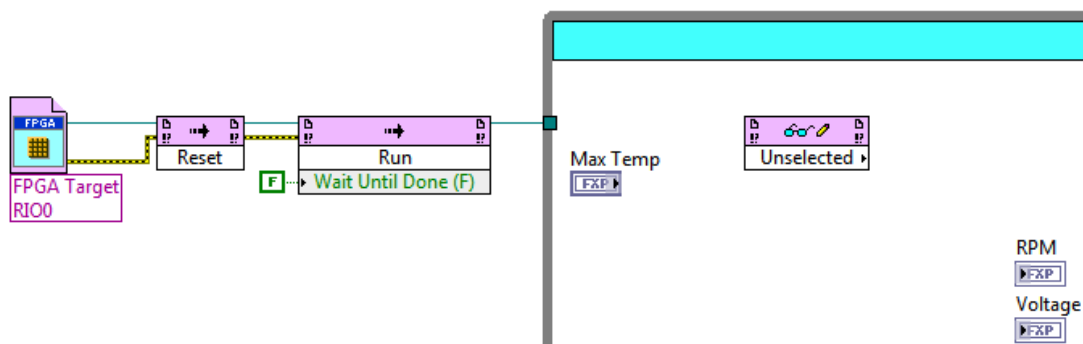 FPGA
FPGA Target
RIO0
!?
!?
Reset
!?
!?
Run
F
Wait Until Done (F)
Max Temp
FXP
!?
!?
Unselected
RPM
FXP
Voltage
FXP